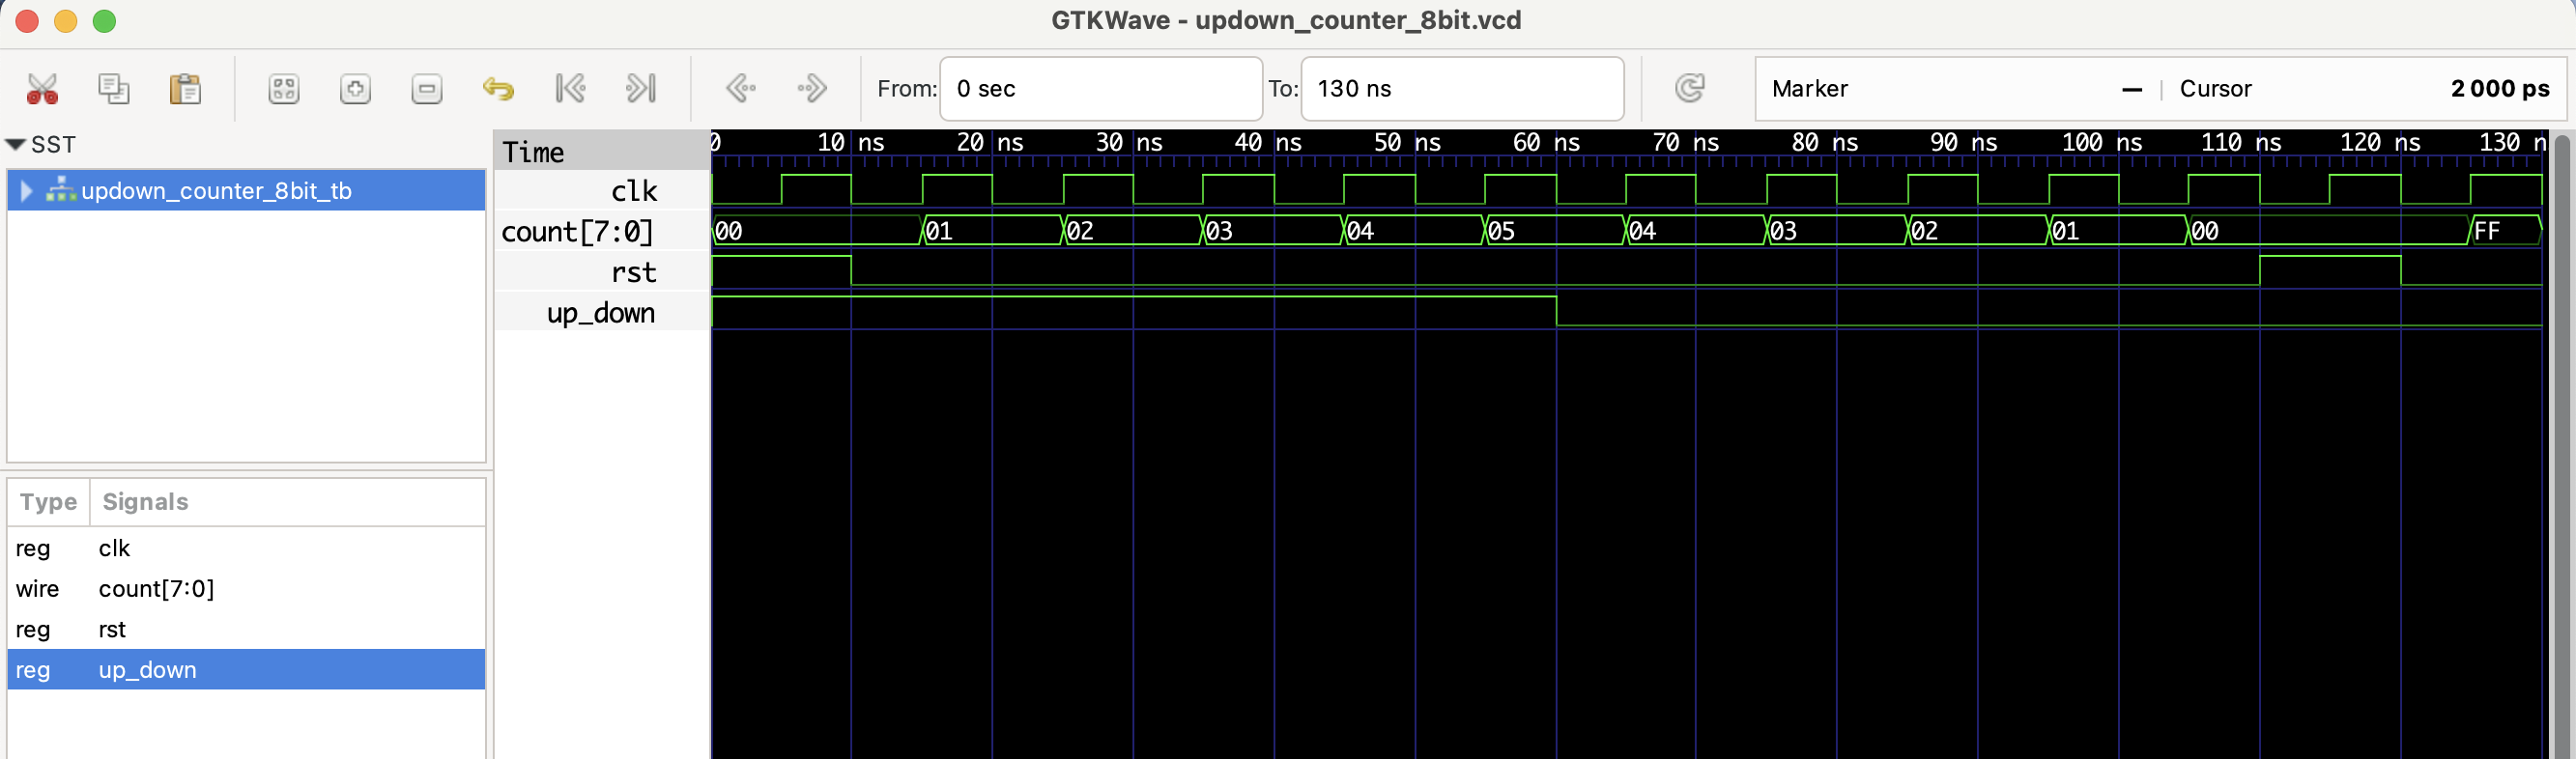 GTKWave - updown_counter_8bit.vcd
From: 0 sec To: 130 ns Marker — | Cursor 2 000 ps
SST
updown_counter_8bit_tb
Type Signals
reg clk
wire count[7:0]
reg rst
reg up_down
Time 0 10 ns 20 ns 30 ns 40 ns 50 ns 60 ns 70 ns 80 ns 90 ns 100 ns 110 ns 120 ns 130 n
clk
count[7:0] 00 01 02 03 04 05 04 03 02 01 00 FF
rst
up_down